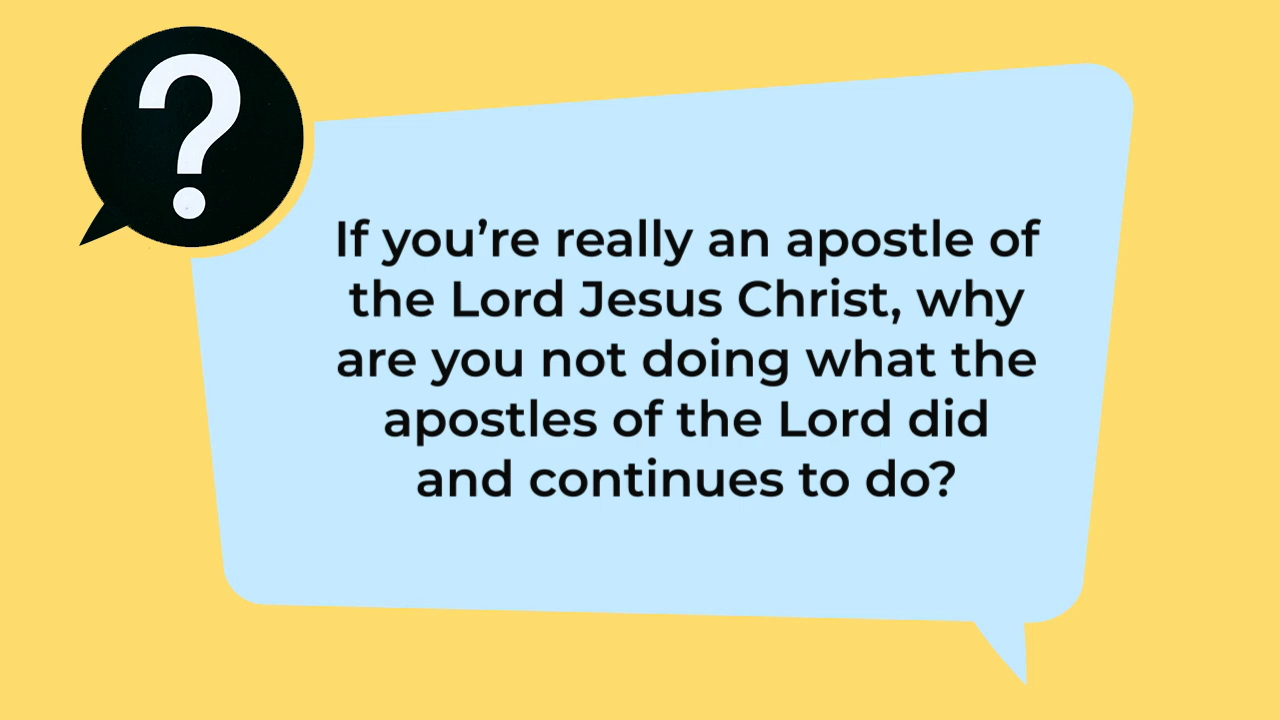 ?
If you’re really an apostle of
the Lord Jesus Christ, why
are you not doing what the
apostles of the Lord did
and continues to do?